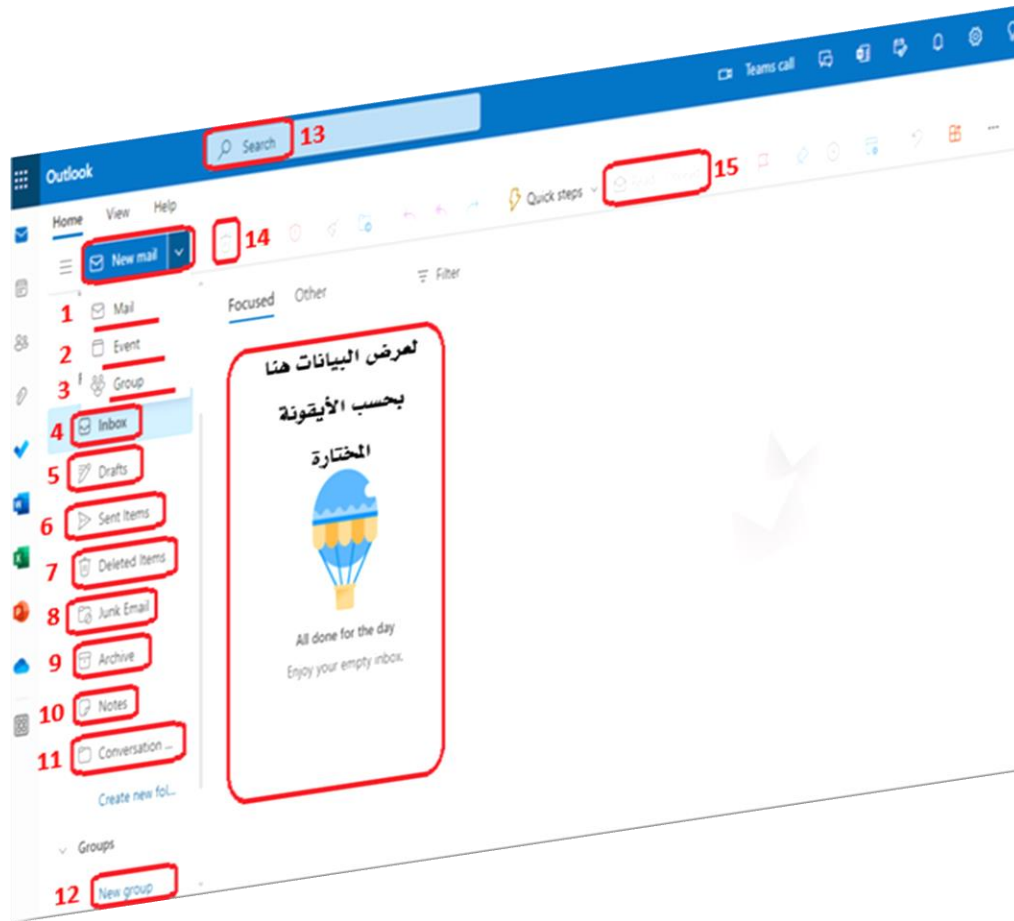 Teams call
Search 13
Outlook
Home View Help
Quick steps 15
New mail 14
Focused Other Filter
1 Mail
2 Event
3 Group
4 Inbox
5 Drafts
6 Sent Items
7 Deleted Items
8 Junk Email
9 Archive
10 Notes
11 Conversation ...
Create new fol...
Groups
12 New group
لعرض البيانات هنا
بحسب الأيقونة
المختارة
All done for the day
Enjoy your empty inbox.